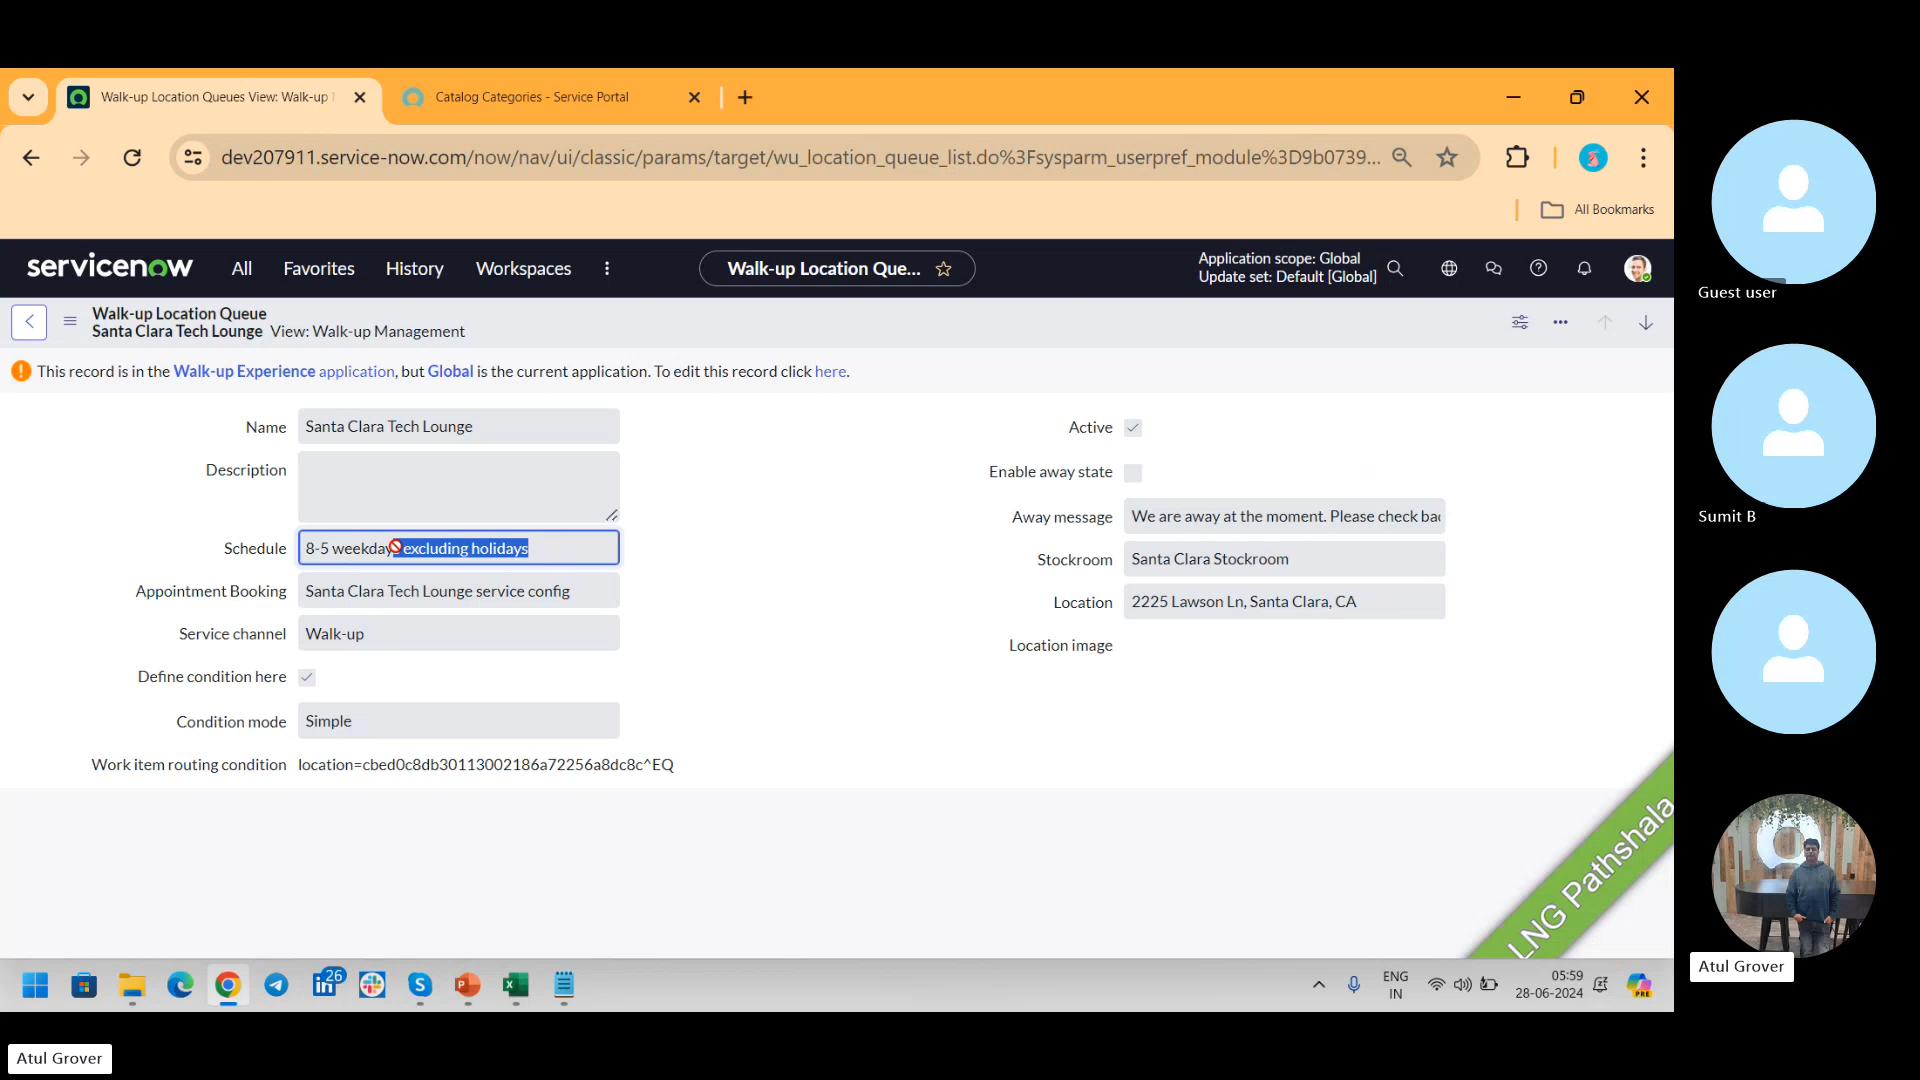 Walk-up Location Queues View: Walk-up
Catalog Categories - Service Portal
dev207911.service-now.com/now/nav/ui/classic/params/target/wu_location_queue_list.do%3Fsysparm_userpref_module%3D9b0739...
All Bookmarks
servicenow
All
Favorites
History
Workspaces
Walk-up Location Que...
Application scope: Global
Update set: Default [Global]
Walk-up Location Queue
Santa Clara Tech Lounge View: Walk-up Management
This record is in the Walk-up Experience application, but Global is the current application. To edit this record click here.
Name
Santa Clara Tech Lounge
Description
Schedule
8-5 weekdays excluding holidays
Appointment Booking
Santa Clara Tech Lounge service config
Service channel
Walk-up
Define condition here
Condition mode
Simple
Work item routing condition
location=cbed0c8db30113002186a72256a8dc8c^EQ
Active
Enable away state
Away message
We are away at the moment. Please check bac
Stockroom
Santa Clara Stockroom
Location
2225 Lawson Ln, Santa Clara, CA
Location image
LNG Pathshala
26
ENG
IN
05:59
28-06-2024
PRE
Guest user
Sumit B
Atul Grover
Atul Grover